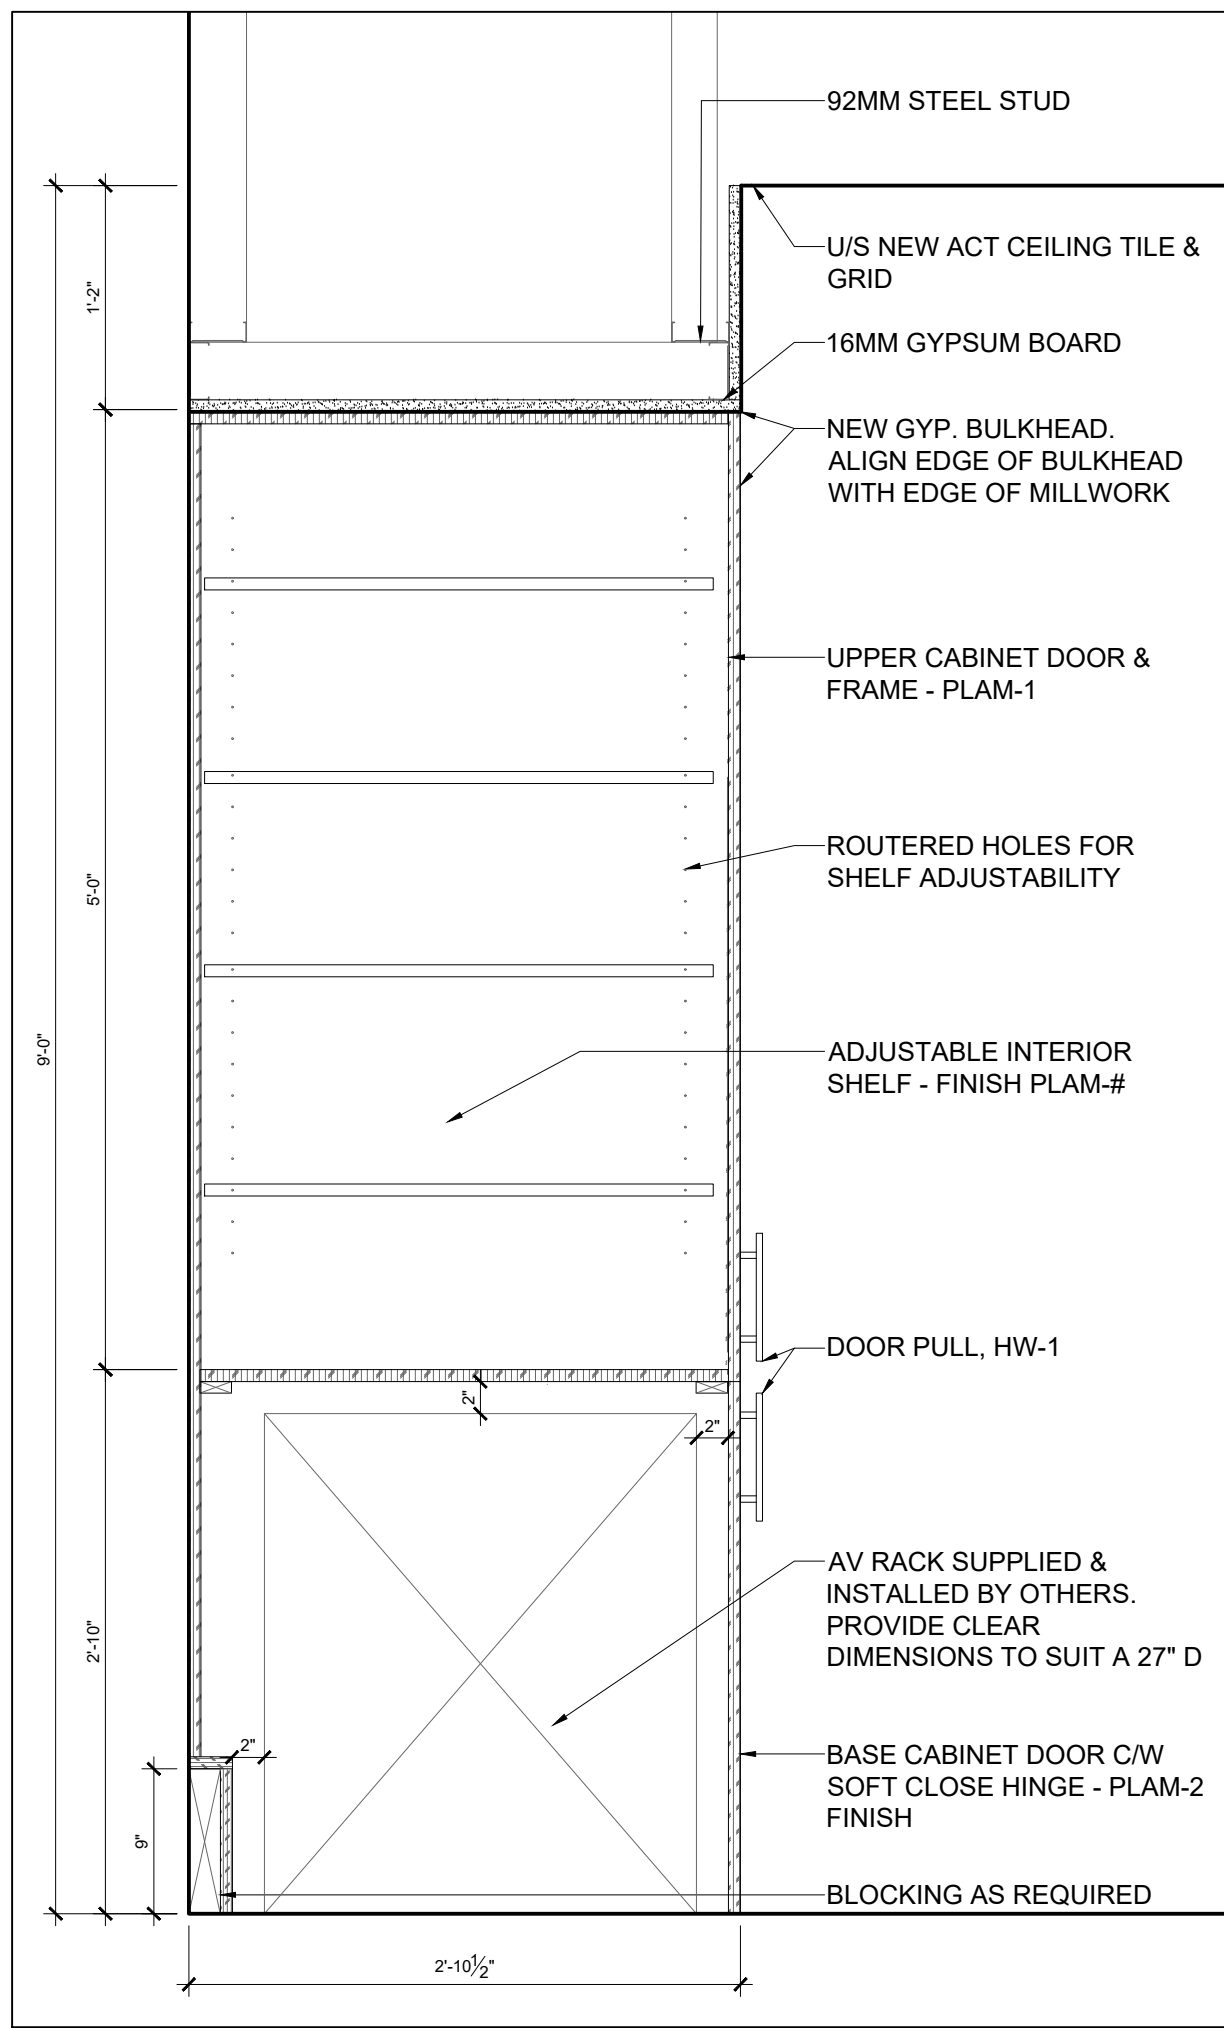 92MM STEEL STUD
U/S NEW ACT CEILING TILE &
GRID
1'-2"
16MM GYPSUM BOARD
NEW GYP. BULKHEAD.
ALIGN EDGE OF BULKHEAD
WITH EDGE OF MILLWORK
UPPER CABINET DOOR &
FRAME - PLAM-1
ROUTERED HOLES FOR
SHELF ADJUSTABILITY
5'-0"
9'-0"
ADJUSTABLE INTERIOR
SHELF - FINISH PLAM-#
DOOR PULL, HW-1
2"
2"
AV RACK SUPPLIED &
INSTALLED BY OTHERS.
PROVIDE CLEAR
DIMENSIONS TO SUIT A 27" D
2'-10"
2"
BASE CABINET DOOR C/W
SOFT CLOSE HINGE - PLAM-2
FINISH
9"
BLOCKING AS REQUIRED
2'-10 1/2"